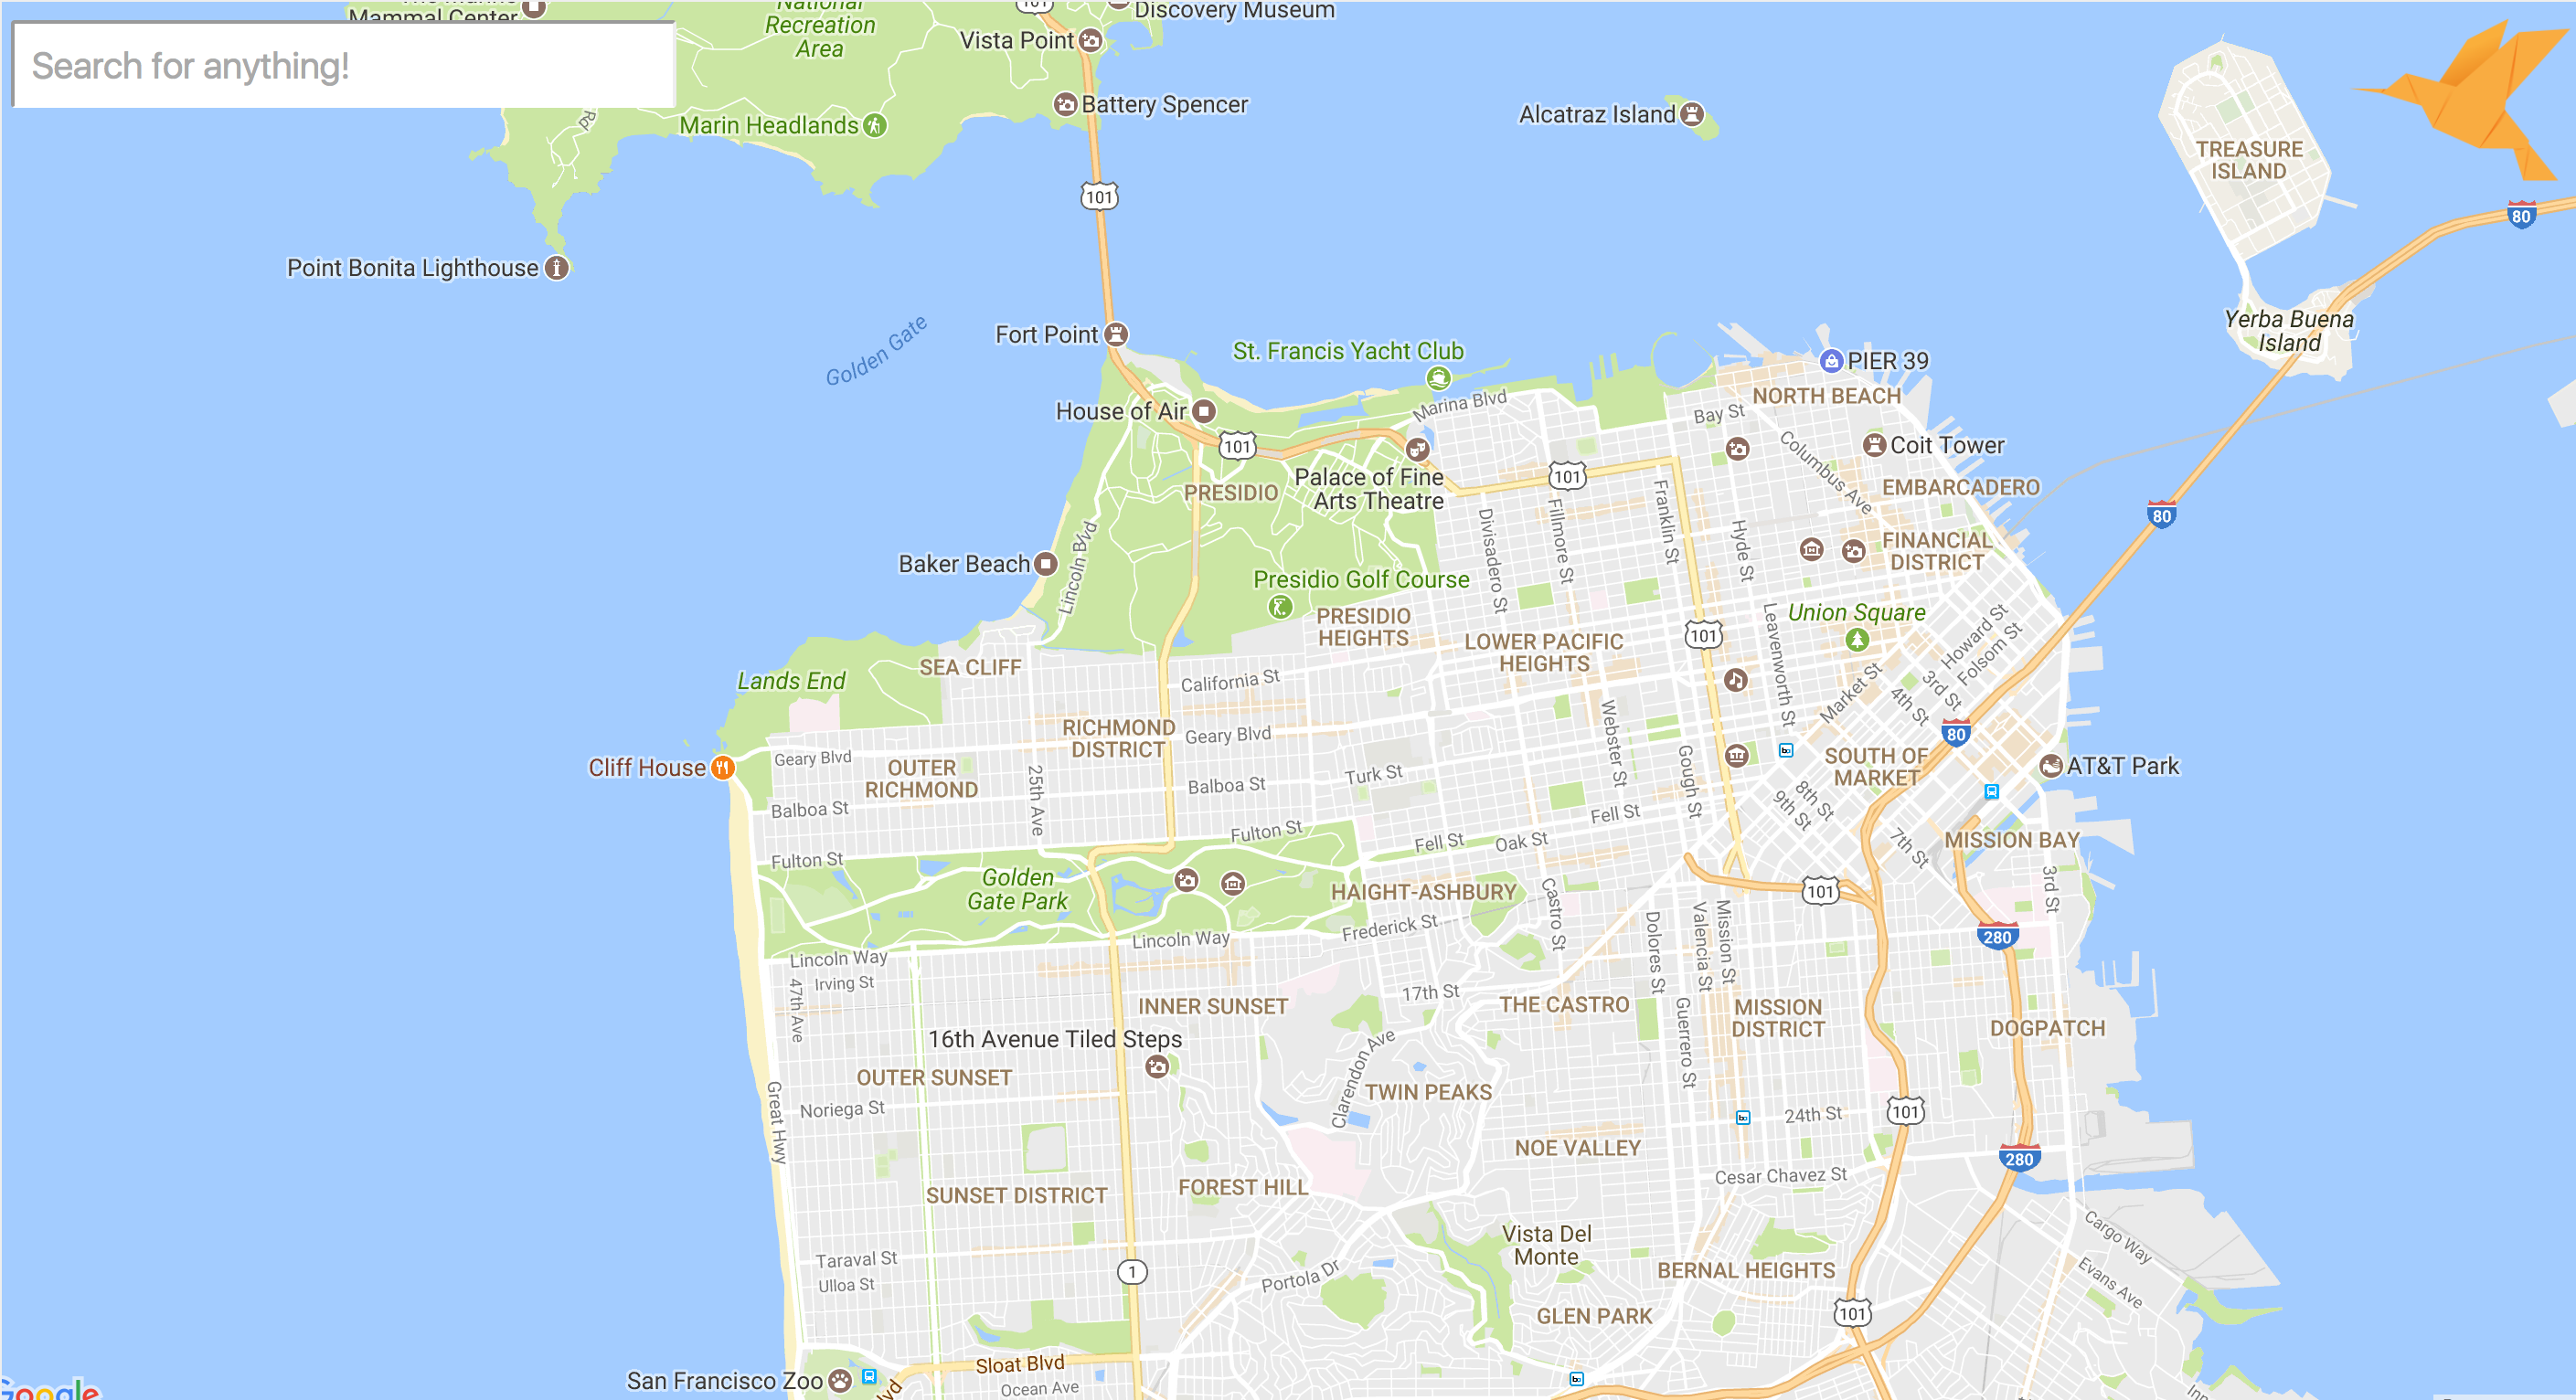 Mammal Center
Search for anything!
National
Recreation
Area
101
Discovery Museum
Vista Point
Battery Spencer
Marin Headlands
Rd
Alcatraz Island
TREASURE
ISLAND
101
80
Point Bonita Lighthouse
Golden Gate
Fort Point
Yerba Buena
Island
St. Francis Yacht Club
PIER 39
NORTH BEACH
House of Air
Marina Blvd
Bay St
101
Columbus Ave
Coit Tower
Palace of Fine
Arts Theatre
101
PRESIDIO
EMBARCADERO
80
Lincoln Blvd
Divisadero St
Fillmore St
Franklin St
Hyde St
FINANCIAL
DISTRICT
Baker Beach
Presidio Golf Course
PRESIDIO
HEIGHTS
Union Square
LOWER PACIFIC
HEIGHTS
101
Leavenworth St
Howard St
Folsom St
SEA CLIFF
Lands End
California St
Market St
3rd St
4th St
RICHMOND
DISTRICT
Geary Blvd
Webster St
80
Geary Blvd
OUTER
RICHMOND
Cliff House
25th Ave
Turk St
Gough St
SOUTH OF
MARKET
AT&T Park
Balboa St
Balboa St
8th St
9th St
Fulton St
Fell St
Fell St
Oak St
7th St
MISSION BAY
Fulton St
Golden
Gate Park
HAIGHT-ASHBURY
101
3rd St
Castro St
Frederick St
Dolores St
Valencia St
Mission St
280
Lincoln Way
Lincoln Way
Irving St
47th Ave
17th St
INNER SUNSET
THE CASTRO
MISSION
DISTRICT
Guerrero St
DOGPATCH
16th Avenue Tiled Steps
Clarendon Ave
OUTER SUNSET
TWIN PEAKS
Noriega St
Great Hwy
24th St
101
NOE VALLEY
280
Cesar Chavez St
SUNSET DISTRICT
FOREST HILL
Vista Del
Monte
Cargo Way
Taraval St
Ulloa St
1
Portola Dr
BERNAL HEIGHTS
Evans Ave
GLEN PARK
101
Sloat Blvd
San Francisco Zoo
Ocean Ave
Google